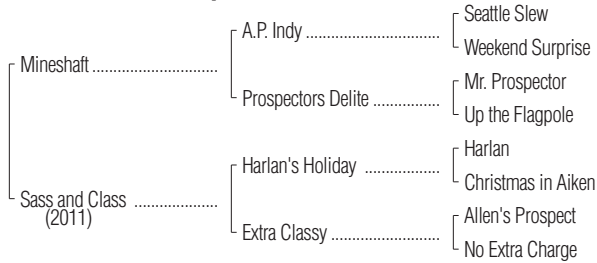 Seattle Slew
A.P. Indy ............................
Weekend Surprise
Mineshaft ..........................
Mr. Prospector
Prospectors Delite ..............
Up the Flagpole
Harlan
Harlan's Holiday ................
Christmas in Aiken
Sass and Class .................
(2011)
Allen's Prospect
Extra Classy .......................
No Extra Charge